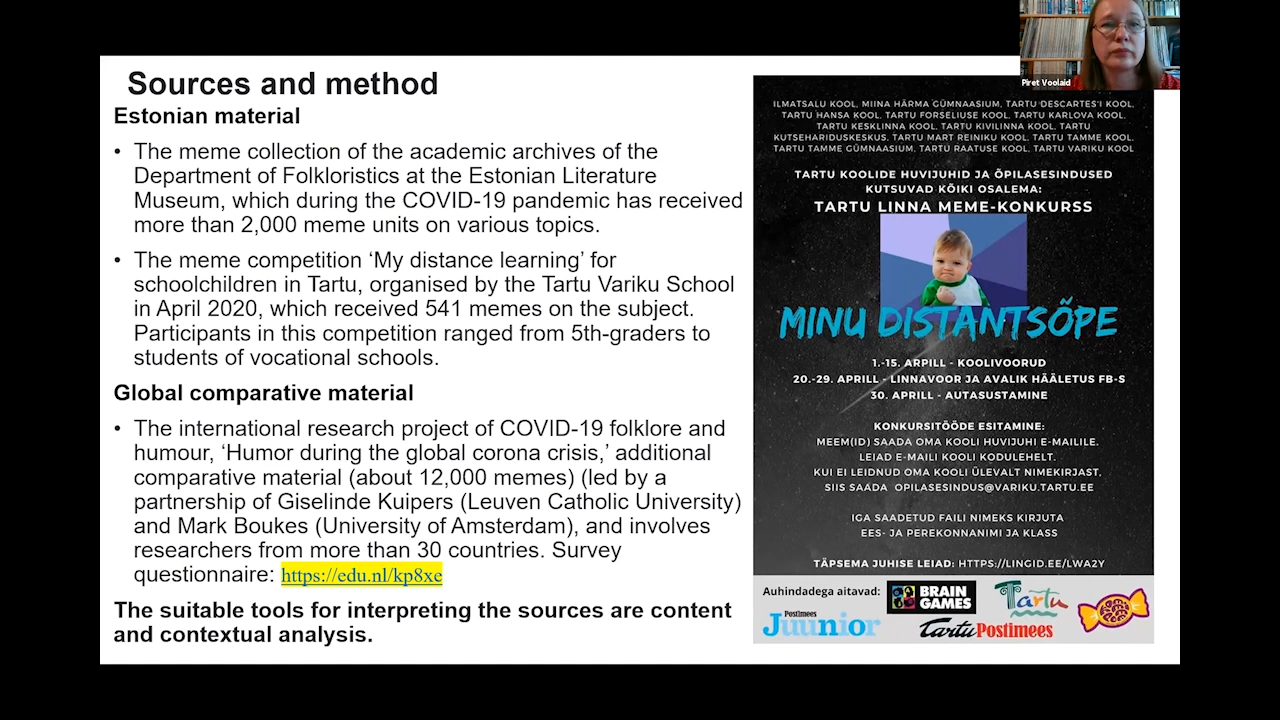 Sources and method
Estonian material
• The meme collection of the academic archives of the
Department of Folkloristics at the Estonian Literature
Museum, which during the COVID-19 pandemic has received
more than 2,000 meme units on various topics.
• The meme competition ‘My distance learning’ for
schoolchildren in Tartu, organised by the Tartu Variku School
in April 2020, which received 541 memes on the subject.
Participants in this competition ranged from 5th-graders to
students of vocational schools.
Global comparative material
• The international research project of COVID-19 folklore and
humour, ‘Humor during the global corona crisis,’ additional
comparative material (about 12,000 memes) (led by a
partnership of Giselinde Kuipers (Leuven Catholic University)
and Mark Boukes (University of Amsterdam), and involves
researchers from more than 30 countries. Survey
questionnaire: https://edu.nl/kp8xe
The suitable tools for interpreting the sources are content
and contextual analysis.
Piret Voolaid
ILMATSALU KOOL, MIINA HÄRMA GÜMNAASIUM, TARTU DESCARTES'I KOOL,
TARTU HANSA KOOL, TARTU FORSELIUSE KOOL, TARTU KARLOVA KOOL,
TARTU KESKLINNA KOOL, TARTU KIVILINNA KOOL, TARTU
KUTSEHARIDUSKESKUS, TARTU MART REINIKU KOOL, TARTU TAMME KOOL,
TARTU TAMME GÜMNAASIUM, TARTU RAATUSE KOOL, TARTU VARIKU KOOL
TARTU KOOLIDE HUVIJUHID JA ÕPILASESINDUSED
KUTSUVAD KÕIKI OSALEMA:
TARTU LINNA MEME-KONKURSS
MINU DISTANTSÕPE
1.-15. ARPILL - KOOLIVOORUD
20.-29. APRILL - LINNAVOOR JA AVALIK HÄÄLETUS FB-S
30. APRILL - AUTASUSTAMINE
KONKURSITÖÖDE ESITAMINE:
MEEM(ID) SAADA OMA KOOLI HUVIJUHI E-MAILILE.
LEIAD E-MAILI KOOLI KODULEHELT.
KUI EI LEIDNUD OMA KOOLI ÜLEVALT NIMEKIRJAST,
SIIS SAADA OPILASESINDUS@VARIKU.TARTU.EE
IGA SAADETUD FAILI NIMEKS KIRJUTA
EES- JA PEREKONNANIMI JA KLASS
TÄPSEMA JUHISE LEIAD: HTTPS://LINGID.EE/LWA2Y
Auhindadega aitavad:
BRAIN
GAMES
Tartu
Postimees
Juunior
Tartu Postimees